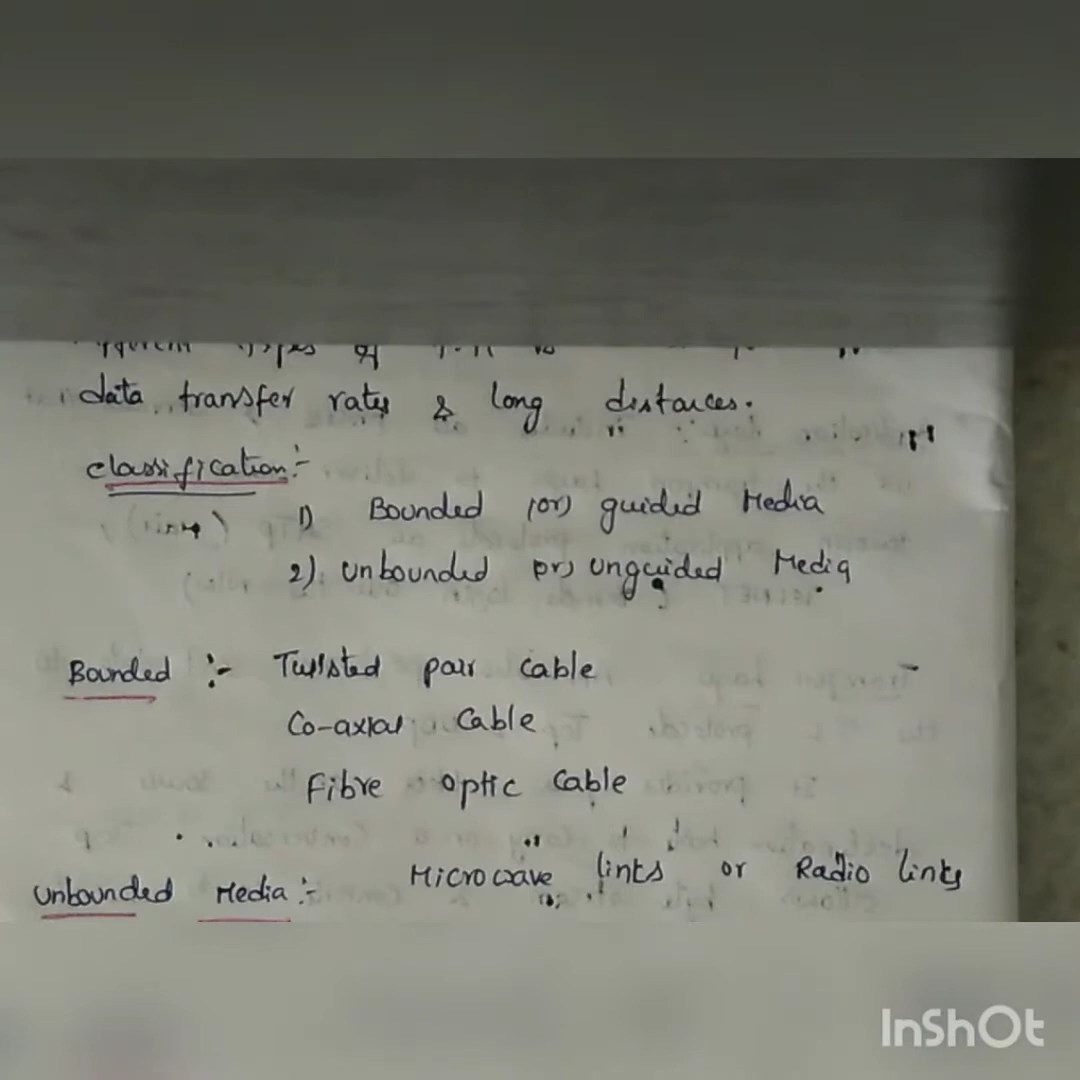 data transfer rates & long distances.
classification:-
1) Bounded (or) guided Media
2) unbounded (or) unguided Media
Bounded :- Twisted pair cable
Co-axial Cable
Fibre Optic Cable
unbounded Media :- Microwave links or Radio links
InShOt